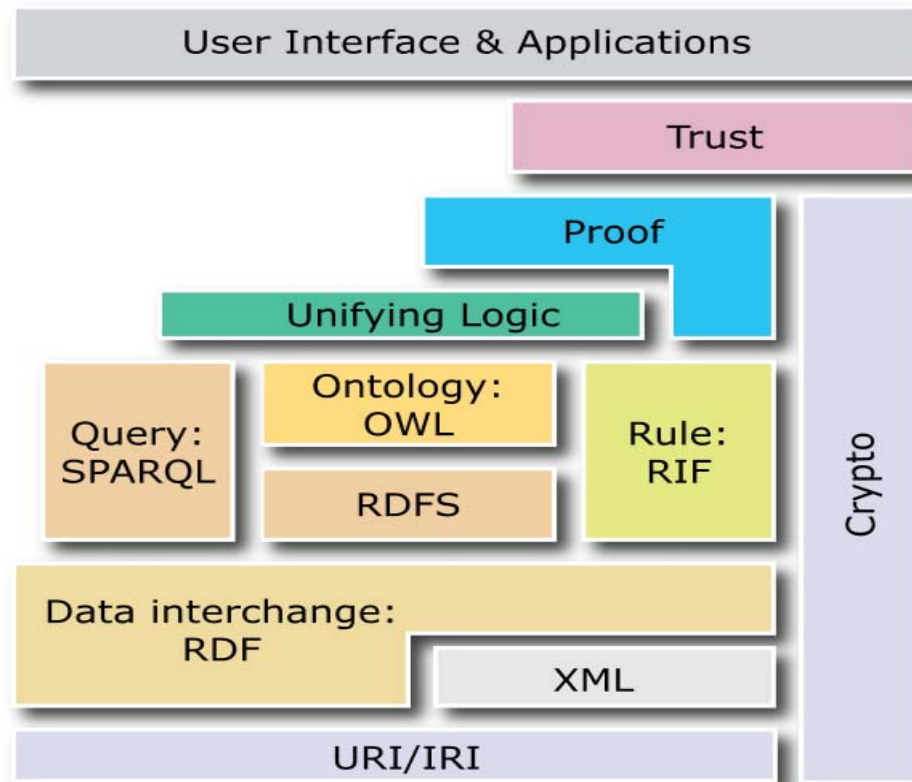 User Interface & Applications
Trust
Proof
Unifying Logic
Query:
SPARQL
Ontology:
OWL
RDFS
Rule:
RIF
Crypto
Data interchange:
RDF
XML
URI/IRI